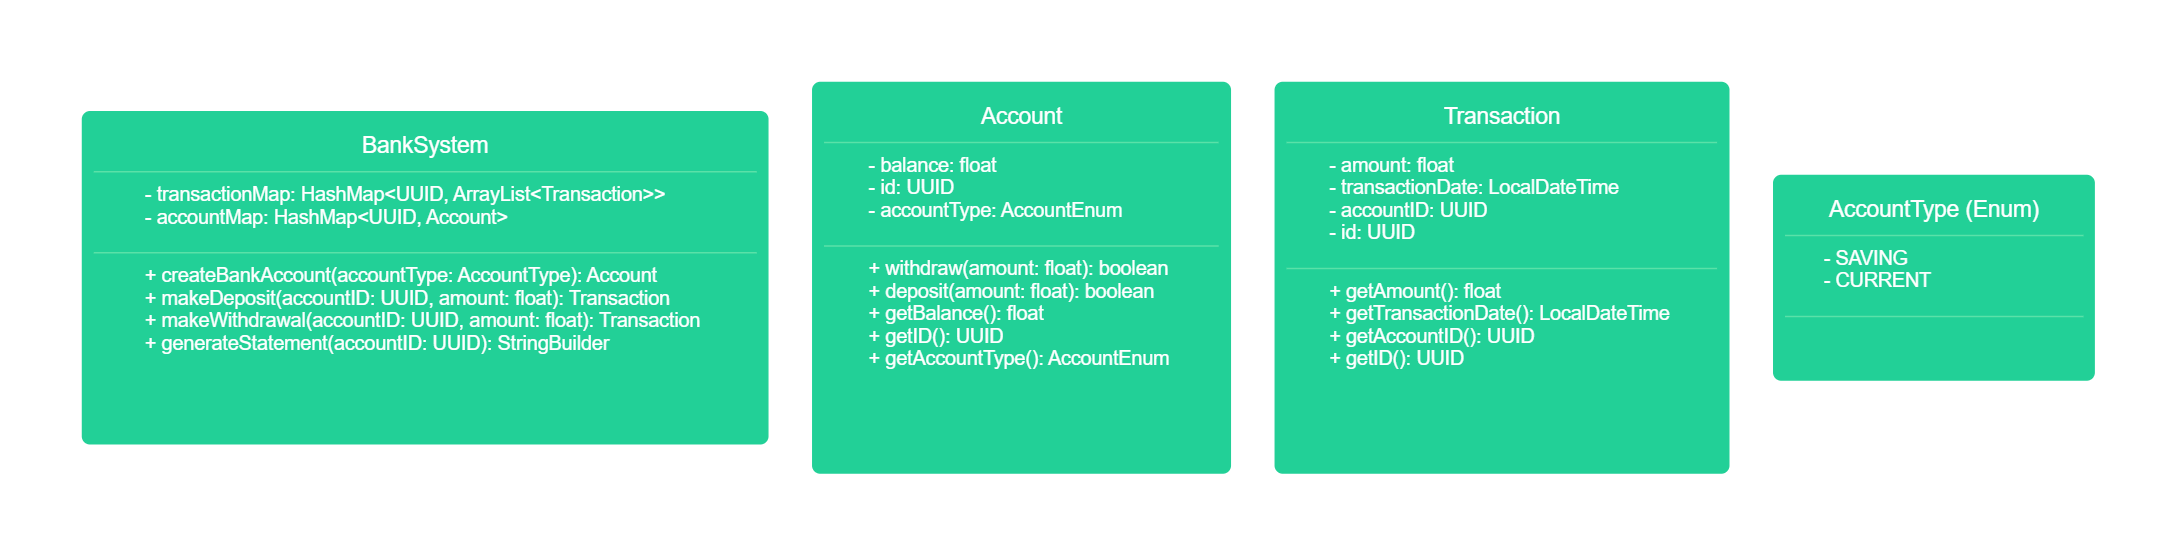 BankSystem
- transactionMap: HashMap<UUID, ArrayList<Transaction>>
- accountMap: HashMap<UUID, Account>
+ createBankAccount(accountType: AccountType): Account
+ makeDeposit(accountID: UUID, amount: float): Transaction
+ makeWithdrawal(accountID: UUID, amount: float): Transaction
+ generateStatement(accountID: UUID): StringBuilder
Account
- balance: float
- id: UUID
- accountType: AccountEnum
+ withdraw(amount: float): boolean
+ deposit(amount: float): boolean
+ getBalance(): float
+ getID(): UUID
+ getAccountType(): AccountEnum
Transaction
- amount: float
- transactionDate: LocalDateTime
- accountID: UUID
- id: UUID
+ getAmount(): float
+ getTransactionDate(): LocalDateTime
+ getAccountID(): UUID
+ getID(): UUID
AccountType (Enum)
- SAVING
- CURRENT